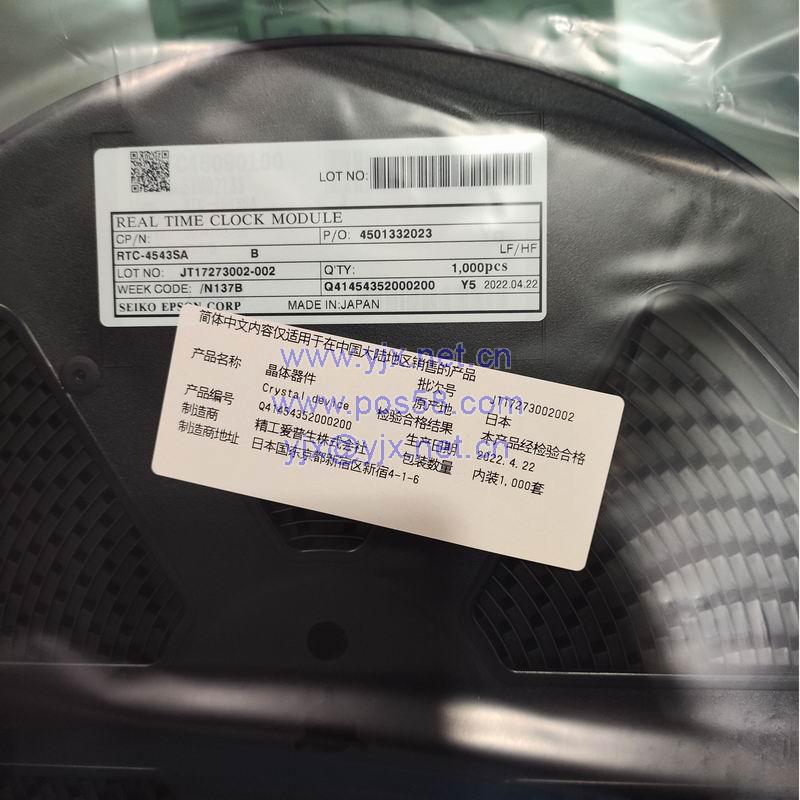 LOT NO:
REAL TIME CLOCK MODULE
CP/N: P/O: 4501332023
RTC-4543SA B LF/HF
LOT NO: JT17273002-002 Q'TY: 1,000pcs
WEEK CODE: /N137B Q41454352000200 Y5 2022.04.22
SEIKO EPSON CORP MADE IN JAPAN
简体中文内容仅适用于在中国大陆地区销售的产品
产品名称 晶体器件 批次号 JT17273002002
Crystal device 原产地 日本
产品编号 Q41454352000200 检验合格结果 本产品经检验合格
制造商 精工爱普生株式会社 生产日期 2022.4.22
制造商地址 日本国东京都新宿区新宿4-1-6 包装数量 内装1,000套
www.yjx.net.cn
www.pos58.com
yjx@yjx.net.cn